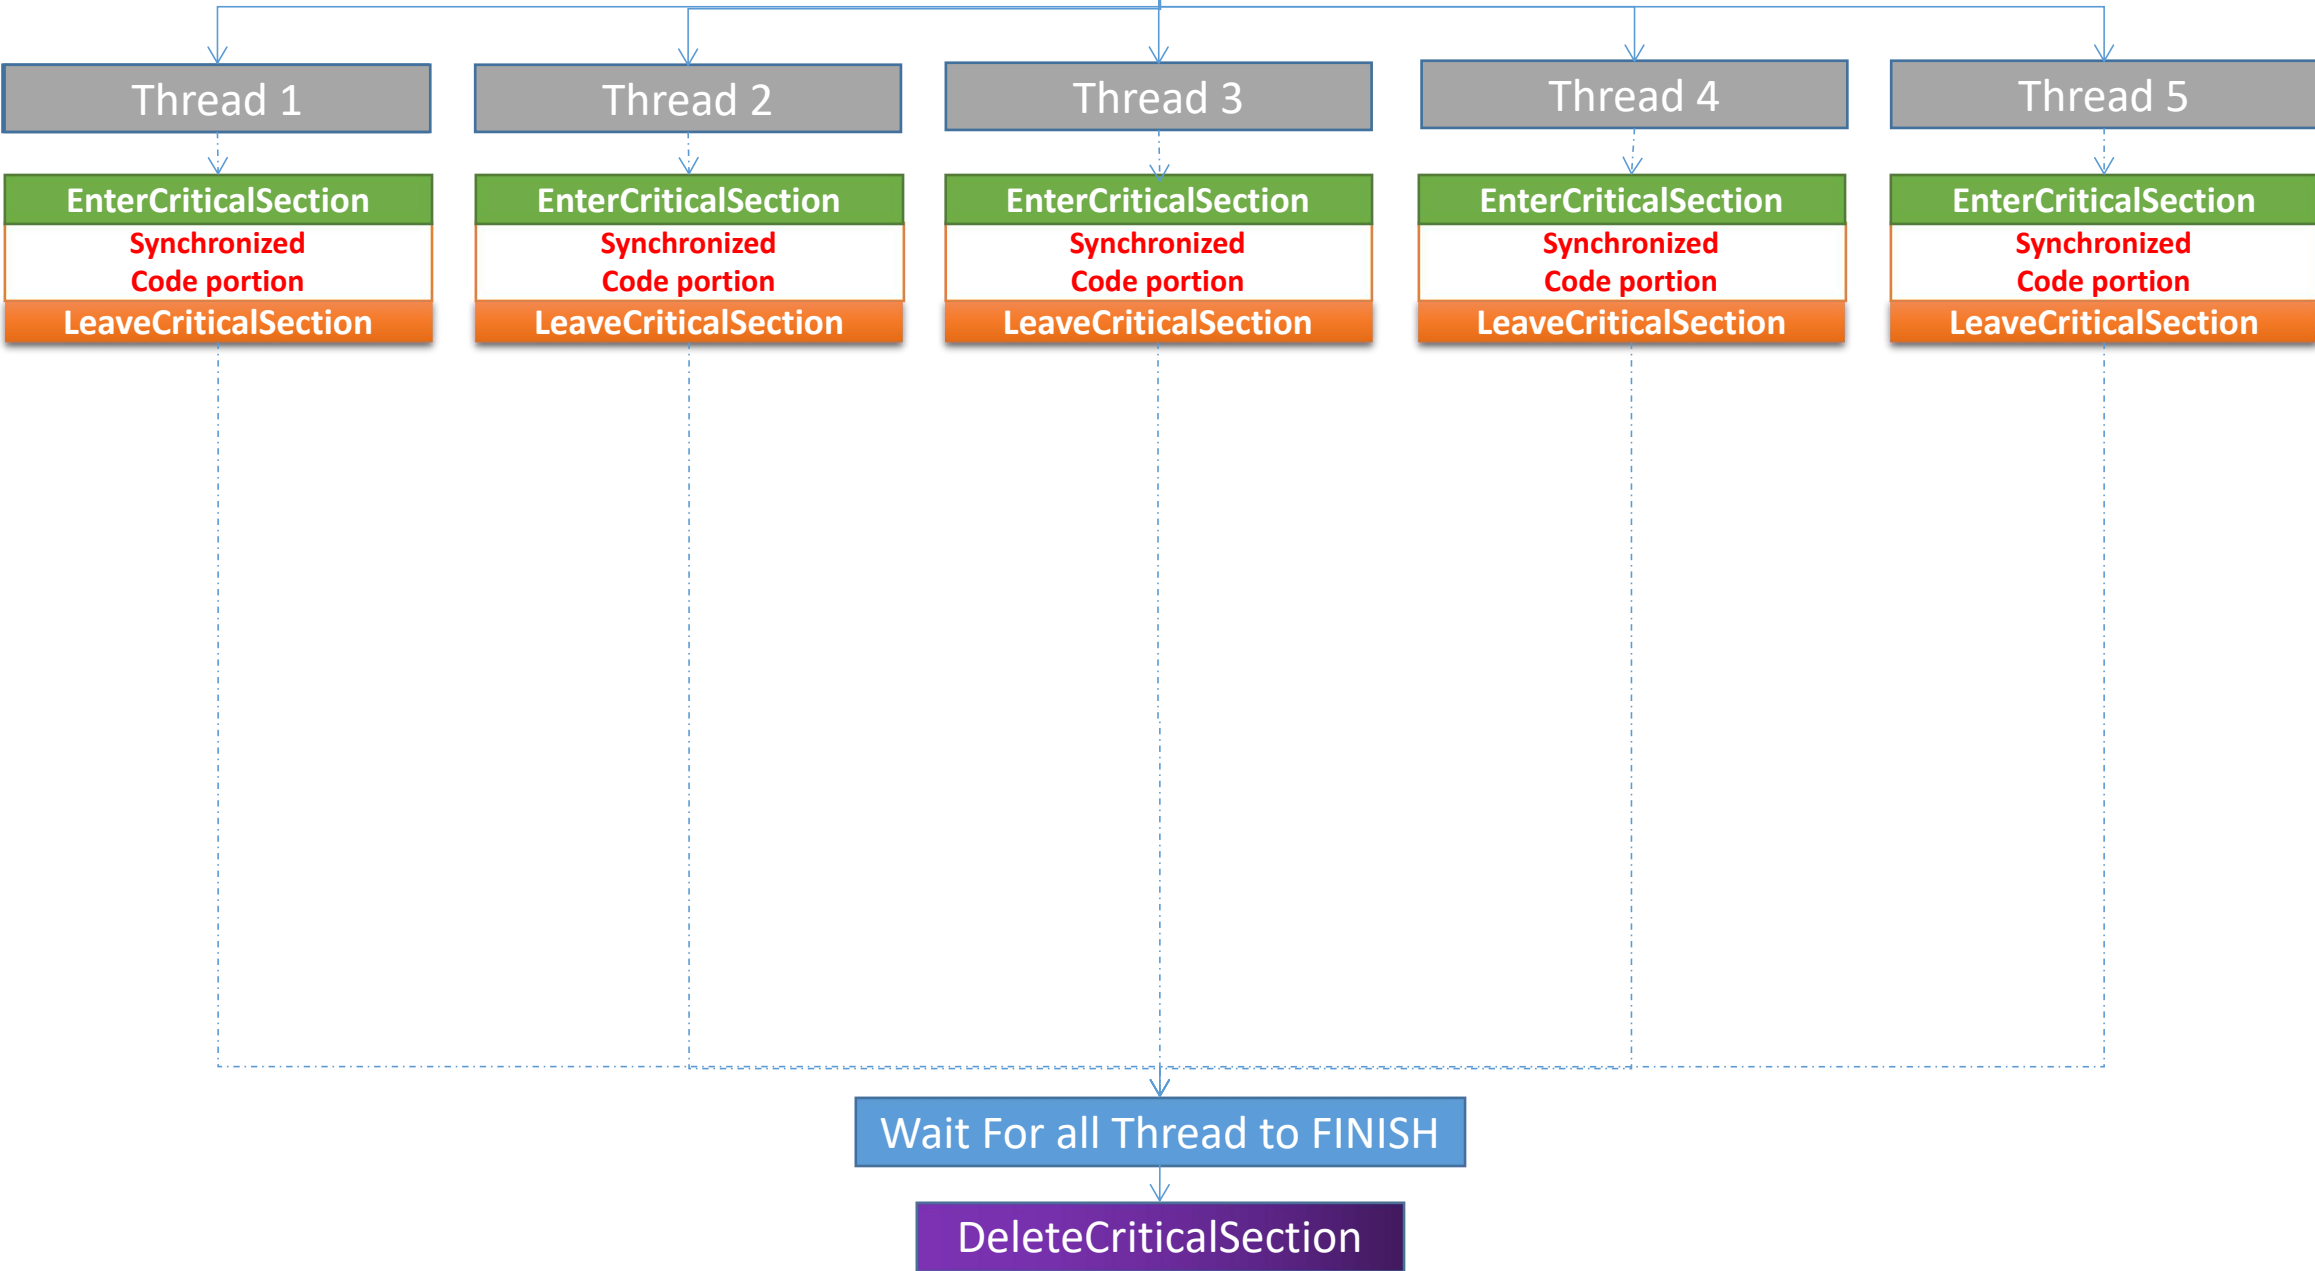 Thread 1
Thread 2
Thread 3
Thread 4
Thread 5
EnterCriticalSection
EnterCriticalSection
EnterCriticalSection
EnterCriticalSection
EnterCriticalSection
Synchronized
Code portion
Synchronized
Code portion
Synchronized
Code portion
Synchronized
Code portion
Synchronized
Code portion
LeaveCriticalSection
LeaveCriticalSection
LeaveCriticalSection
LeaveCriticalSection
LeaveCriticalSection
Wait For all Thread to FINISH
DeleteCriticalSection